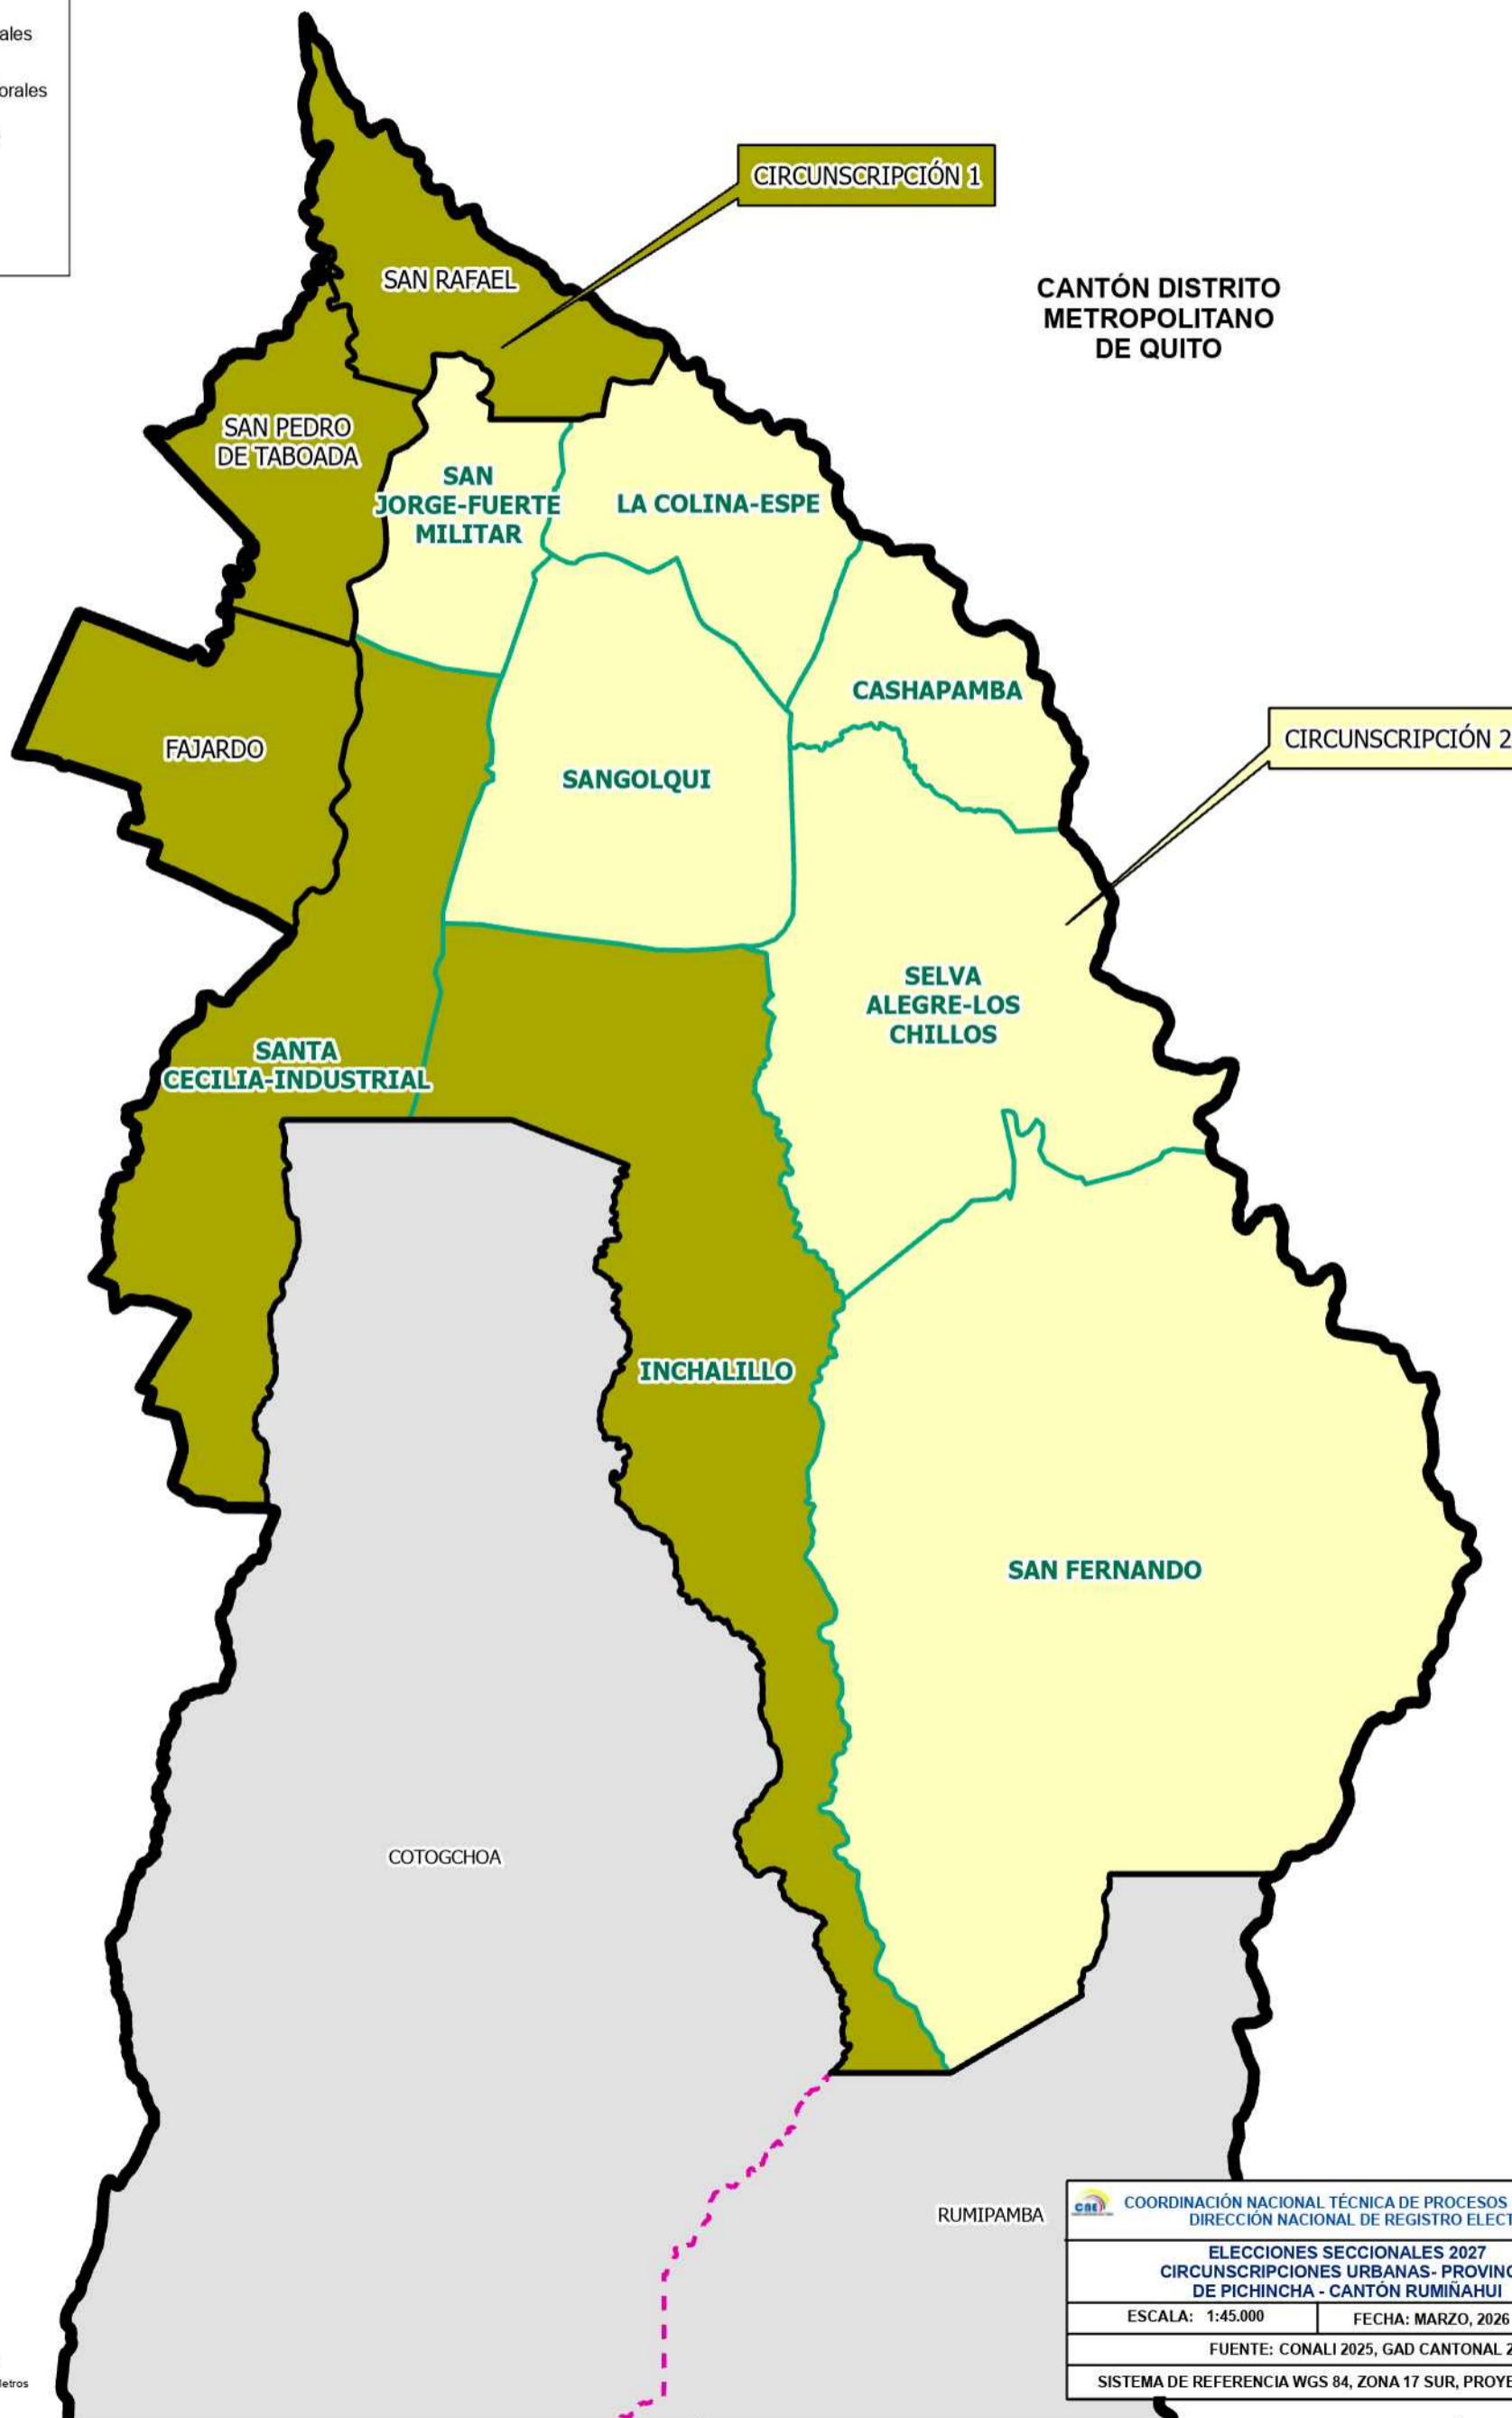 CIRCUNSCRIPCIÓN 1
SAN RAFAEL
CANTÓN DISTRITO
METROPOLITANO
DE QUITO
SAN PEDRO
DE TABOADA
SAN
JORGE-FUERTE
MILITAR
LA COLINA-ESPE
CASHAPAMBA
CIRCUNSCRIPCIÓN 2
FAJARDO
SANGOLQUI
SELVA
ALEGRE-LOS
CHILLOS
SANTA
CECILIA-INDUSTRIAL
INCHALILLO
SAN FERNANDO
COTOGCHOA
RUMIPAMBA
CNE
COORDINACIÓN NACIONAL TÉCNICA DE PROCESOS
DIRECCIÓN NACIONAL DE REGISTRO ELECT
ELECCIONES SECCIONALES 2027
CIRCUNSCRIPCIONES URBANAS- PROVINC
DE PICHINCHA - CANTÓN RUMIÑAHUI
ESCALA: 1:45.000
FECHA: MARZO, 2026
FUENTE: CONALI 2025, GAD CANTONAL 2
SISTEMA DE REFERENCIA WGS 84, ZONA 17 SUR, PROYE